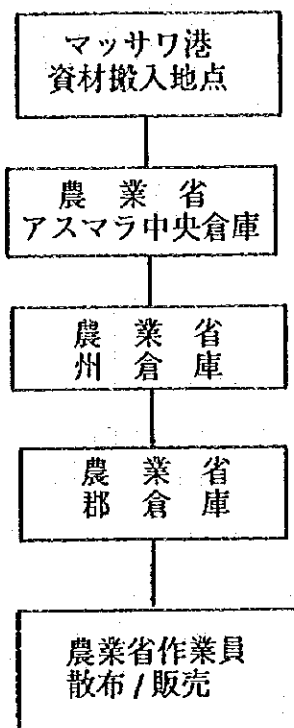 マッサワ港
資材搬入地点
農業省
アスマラ中央倉庫
農業省
州倉庫
農業省
郡倉庫
農業省作業員
散布/販売